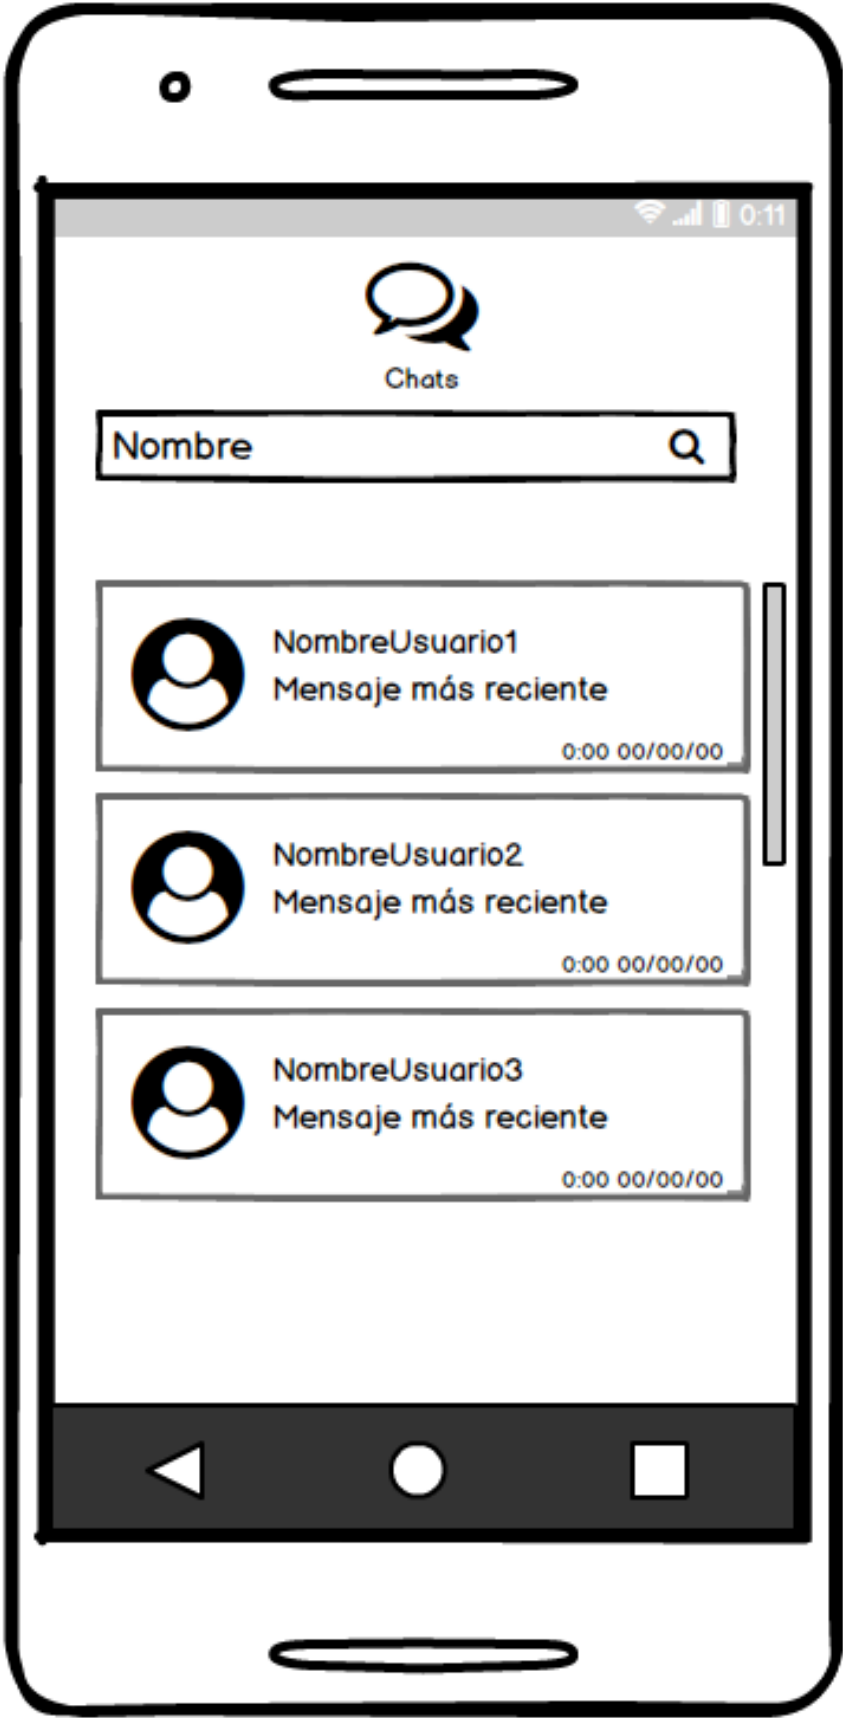 0:11
Chats
Nombre
NombreUsuario1
Mensaje más reciente
0:00 00/00/00
NombreUsuario2
Mensaje más reciente
0:00 00/00/00
NombreUsuario3
Mensaje más reciente
0:00 00/00/00